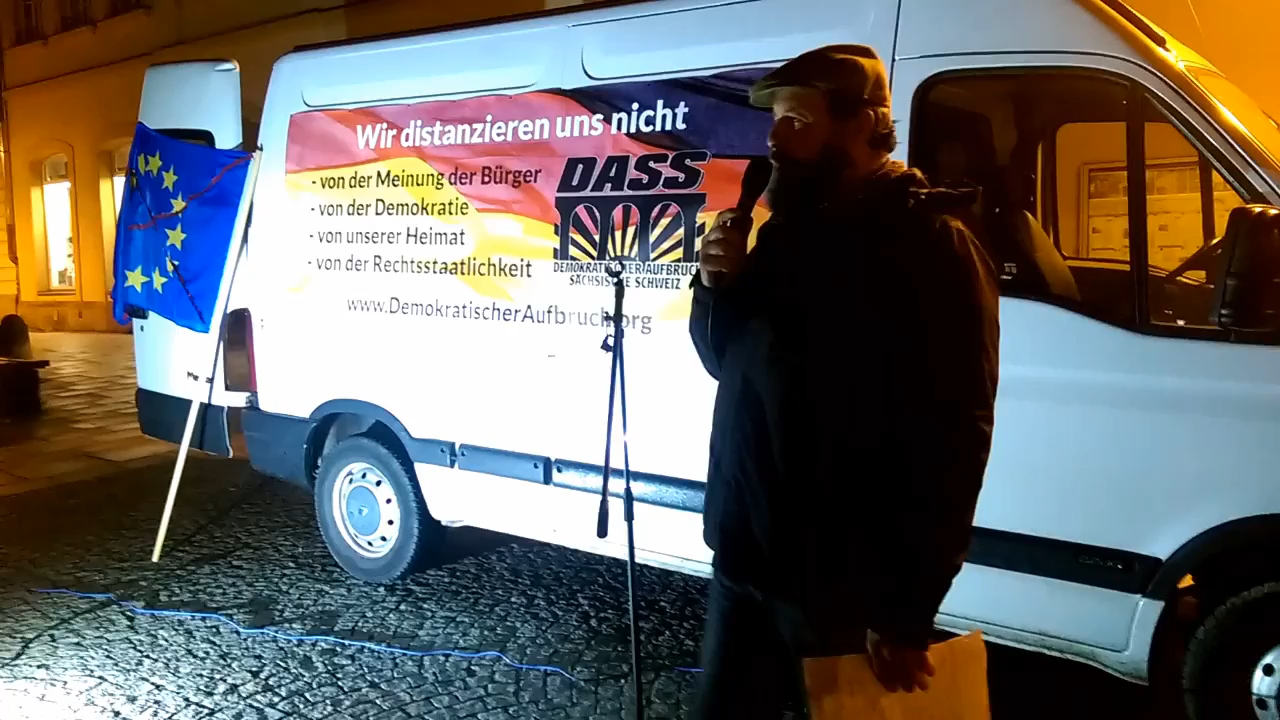 Wir distanzieren uns nicht
- von der Meinung der Bürger
- von der Demokratie
- von unserer Heimat
- von der Rechtsstaatlichkeit
DASS
DEMOKRATISCHER AUFBRUCH
SÄCHSISCHE SCHWEIZ
www.DemokratischerAufbruch.org